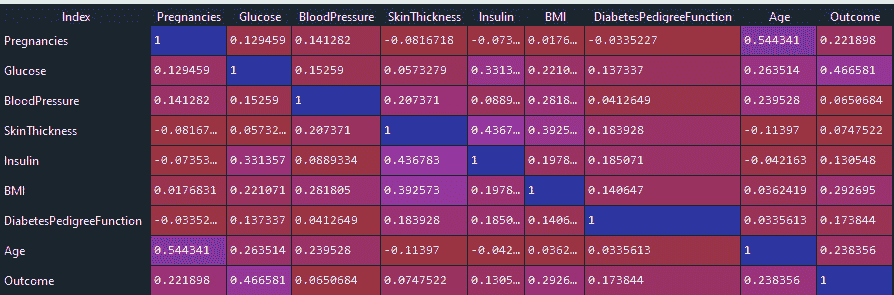 Index Pregnancies Glucose BloodPressure SkinThickness Insulin BMI DiabetesPedigreeFunction Age Outcome
Pregnancies 1 0.129459 0.141282 -0.0816718 -0.073... 0.0176... -0.0335227 0.544341 0.221898
Glucose 0.129459 1 0.15259 0.0573279 0.3313... 0.2210... 0.137337 0.263514 0.466581
BloodPressure 0.141282 0.15259 1 0.207371 0.0889... 0.2818... 0.0412649 0.239528 0.0650684
SkinThickness -0.08167... 0.05732... 0.207371 1 0.4367... 0.3925... 0.183928 -0.11397 0.0747522
Insulin -0.07353... 0.331357 0.0889334 0.436783 1 0.1978... 0.185071 -0.042163 0.130548
BMI 0.0176831 0.221071 0.281805 0.392573 0.1978... 1 0.140647 0.0362419 0.292695
DiabetesPedigreeFunction -0.03352... 0.137337 0.0412649 0.183928 0.1850... 0.1406... 1 0.0335613 0.173844
Age 0.544341 0.263514 0.239528 -0.11397 -0.042... 0.0362... 0.0335613 1 0.238356
Outcome 0.221898 0.466581 0.0650684 0.0747522 0.1305... 0.2926... 0.173844 0.238356 1